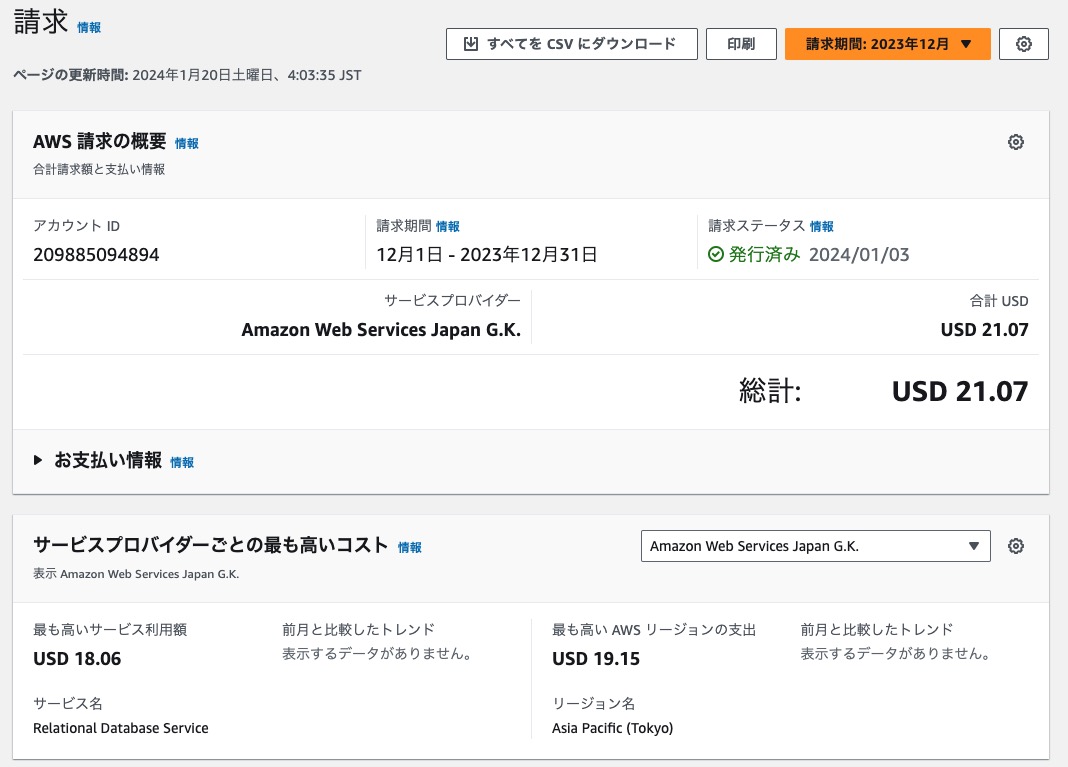 請求 情報
すべてを CSV にダウンロード
印刷
請求期間: 2023年12月
ページの更新時間: 2024年1月20日土曜日、4:03:35 JST
AWS 請求の概要 情報
合計請求額と支払い情報
アカウント ID
209885094894
請求期間 情報
12月1日 - 2023年12月31日
請求ステータス 情報
発行済み 2024/01/03
サービスプロバイダー
Amazon Web Services Japan G.K.
合計 USD
USD 21.07
総計: USD 21.07
お支払い情報 情報
サービスプロバイダーごとの最も高いコスト 情報
表示 Amazon Web Services Japan G.K.
Amazon Web Services Japan G.K.
最も高いサービス利用額
USD 18.06
前月と比較したトレンド
表示するデータがありません。
サービス名
Relational Database Service
最も高い AWS リージョンの支出
USD 19.15
前月と比較したトレンド
表示するデータがありません。
リージョン名
Asia Pacific (Tokyo)